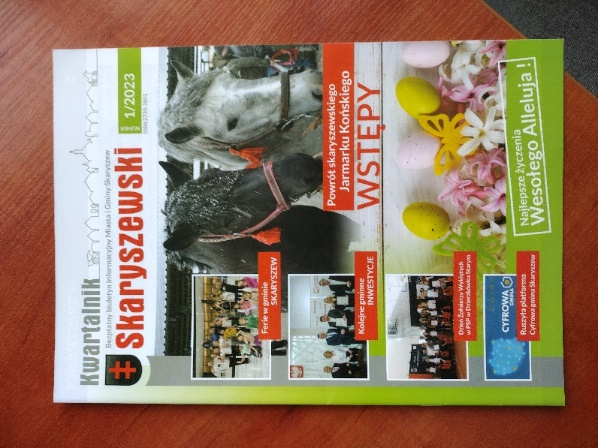 Kwartalnik
Bezpłatny biuletyn informacyjny Miasta i Gminy Skaryszew
Skaryszewski
1/2023
Powrót skaryszewskiego
Jarmarku Końskiego
WSTĘPY
Najlepsze życzenia
Wesołego Alleluja !
Ferie w gminie
SKARYSZEW
Kolejne gminne
INWESTYCJE
Dzień Żołnierzy Wyklętych
w PSP w Dzierzkówku Starym
CYFROWA
GMINA
Ruszyła platforma
Cyfrowa gmina Skaryszew